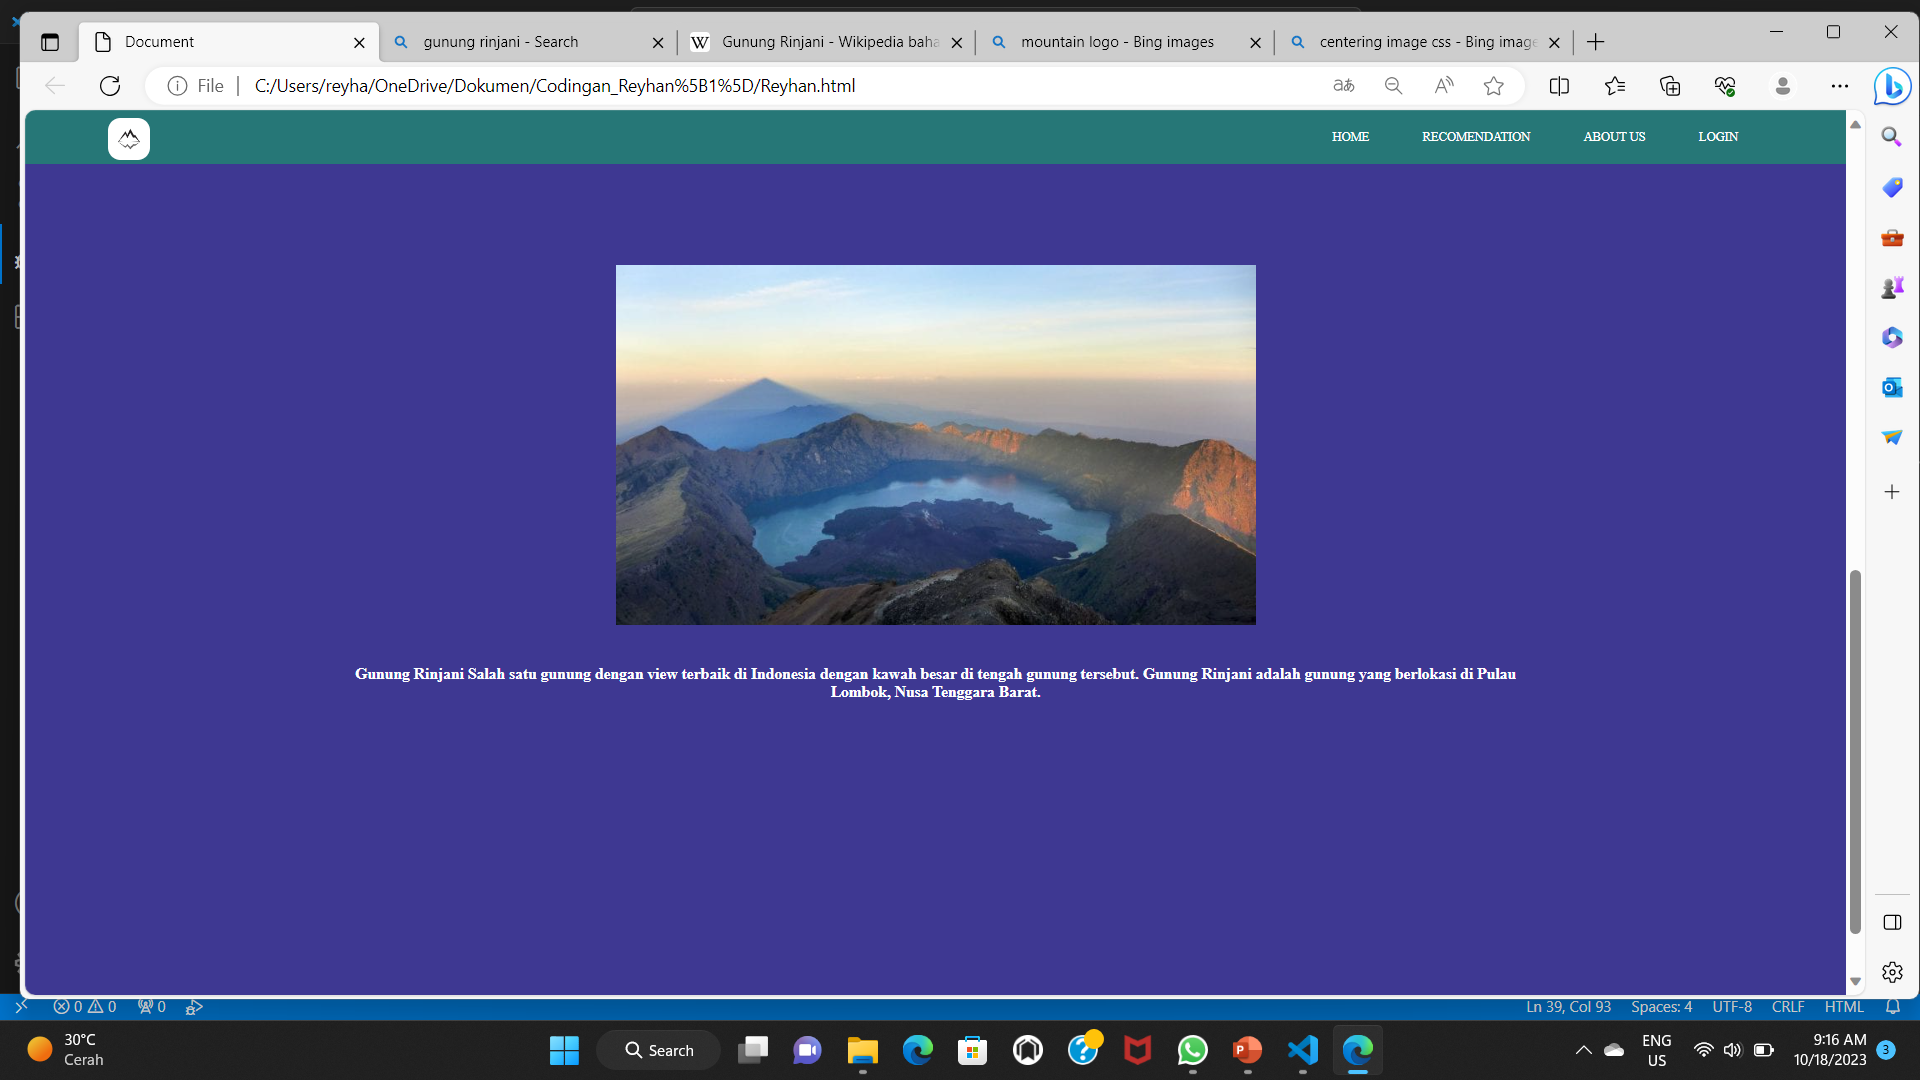 Document
gunung rinjani - Search
W
Gunung Rinjani - Wikipedia baha
mountain logo - Bing images
centering image css - Bing image
File
C:/Users/reyha/OneDrive/Dokumen/Codingan_Reyhan%5B1%5D/Reyhan.html
HOME
RECOMENDATION
ABOUT US
LOGIN
Gunung Rinjani Salah satu gunung dengan view terbaik di Indonesia dengan kawah besar di tengah gunung tersebut. Gunung Rinjani adalah gunung yang berlokasi di Pulau
Lombok, Nusa Tenggara Barat.
0 0 0
Ln 39, Col 93
Spaces: 4
UTF-8
CRLF
HTML
30°C
Cerah
Search
ENG
US
9:16 AM
10/18/2023
3